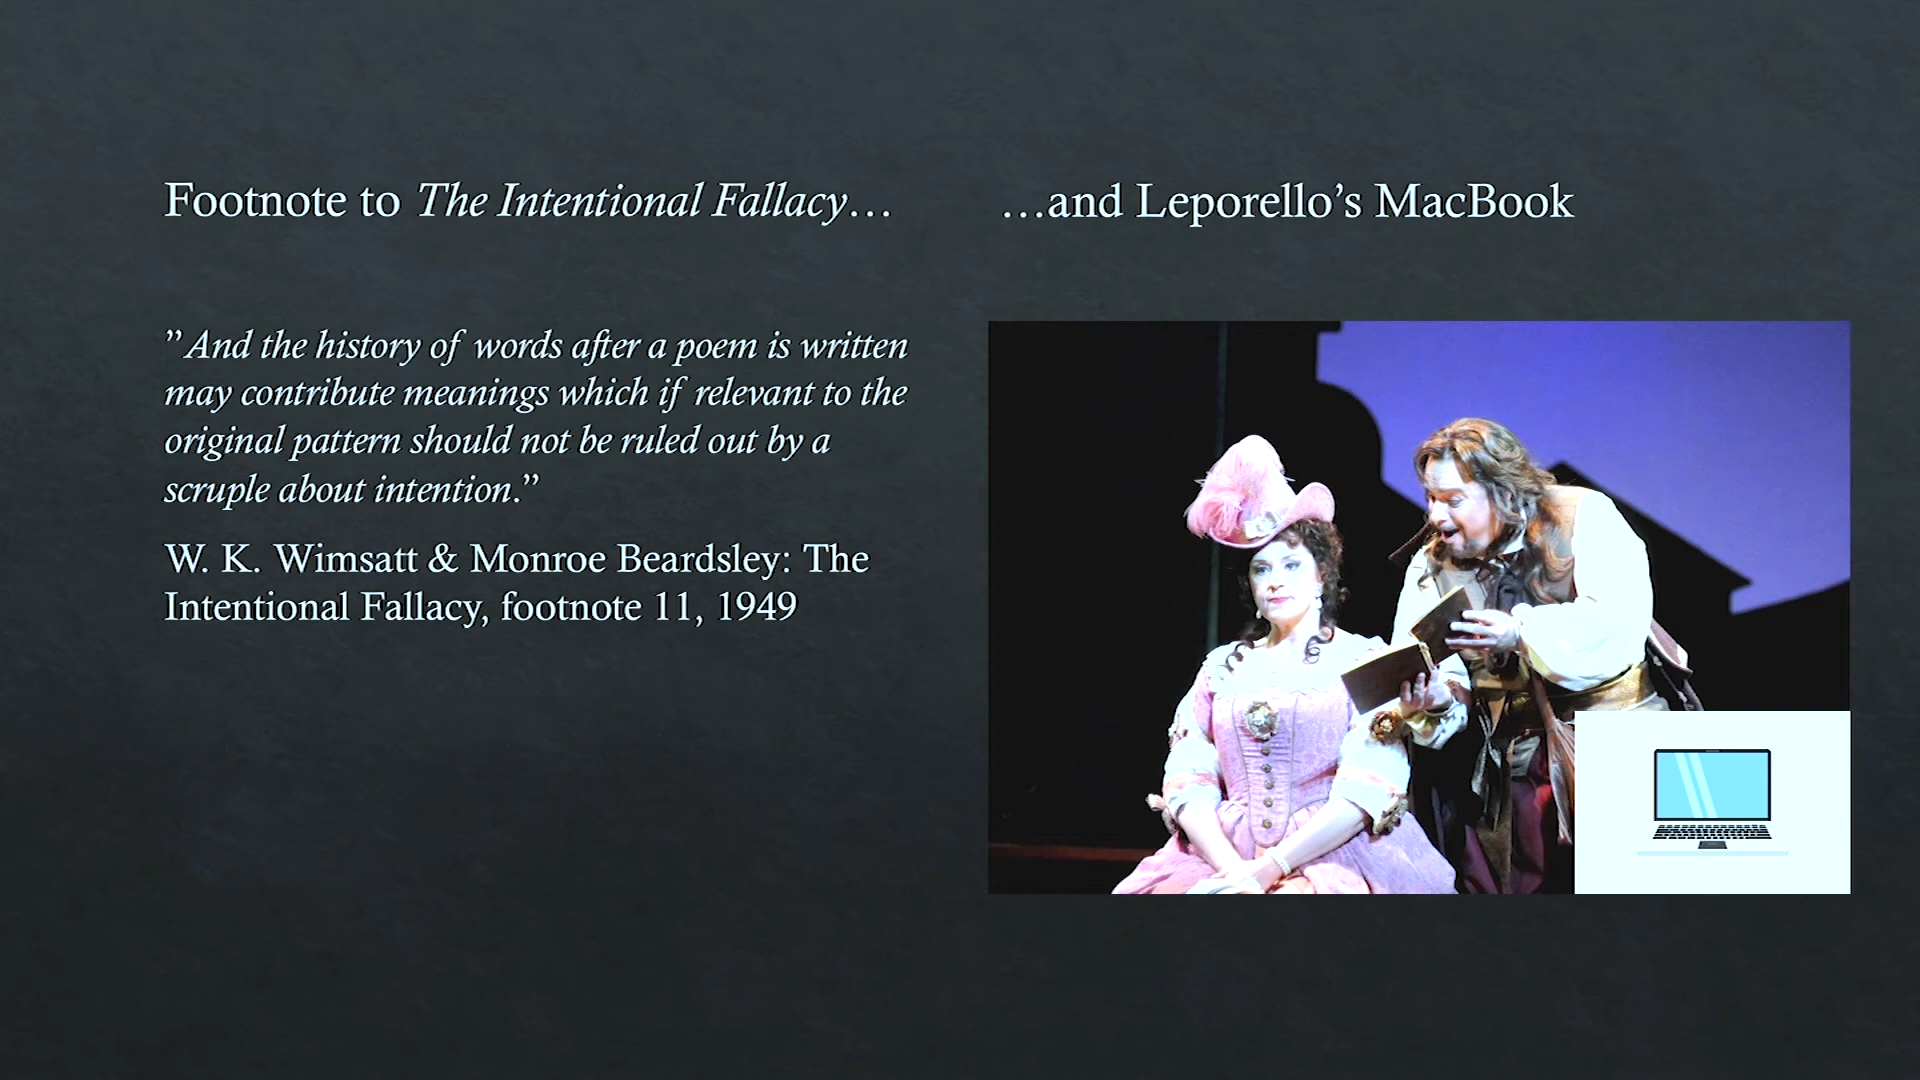 Footnote to The Intentional Fallacy…
…and Leporello’s MacBook
”And the history of words after a poem is written
may contribute meanings which if relevant to the
original pattern should not be ruled out by a
scruple about intention.”
W. K. Wimsatt & Monroe Beardsley: The
Intentional Fallacy, footnote 11, 1949